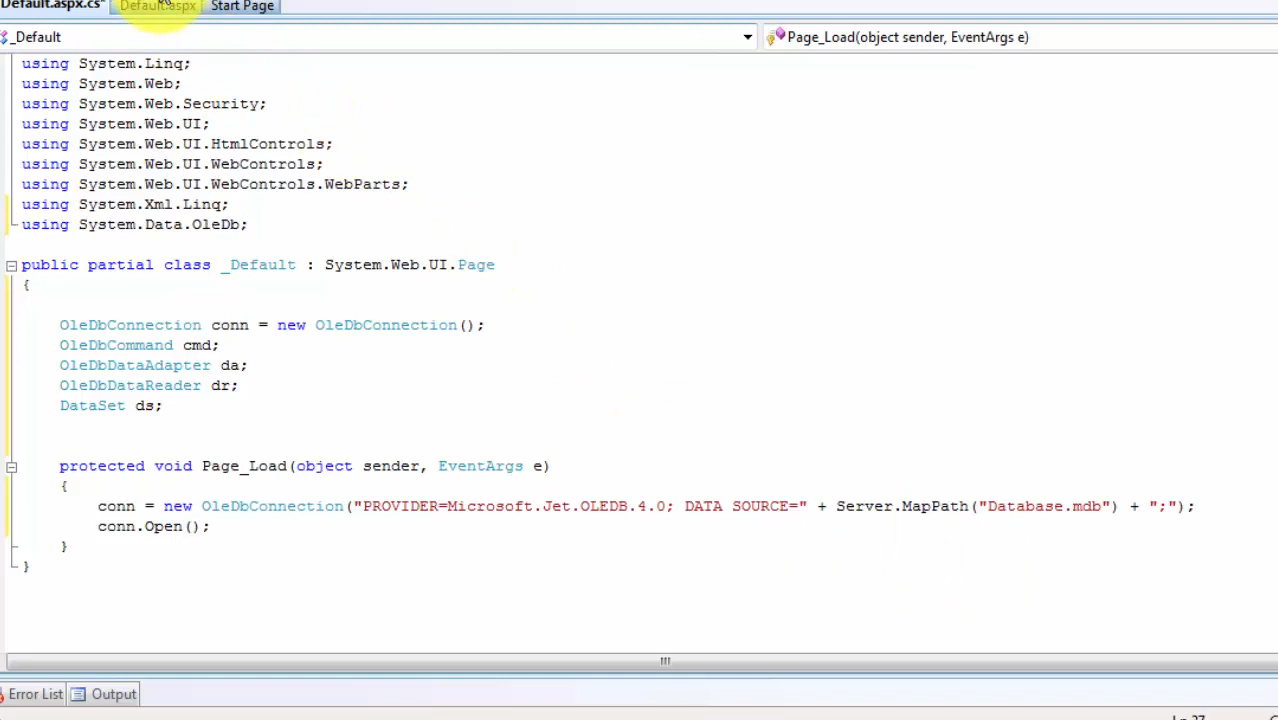 Default.aspx.cs* Default.aspx Start Page
_Default Page_Load(object sender, EventArgs e)
using System.Linq;
using System.Web;
using System.Web.Security;
using System.Web.UI;
using System.Web.UI.HtmlControls;
using System.Web.UI.WebControls;
using System.Web.UI.WebControls.WebParts;
using System.Xml.Linq;
using System.Data.OleDb;
public partial class _Default : System.Web.UI.Page
{
OleDbConnection conn = new OleDbConnection();
OleDbCommand cmd;
OleDbDataAdapter da;
OleDbDataReader dr;
DataSet ds;
protected void Page_Load(object sender, EventArgs e)
{
conn = new OleDbConnection("PROVIDER=Microsoft.Jet.OLEDB.4.0; DATA SOURCE=" + Server.MapPath("Database.mdb") + ";");
conn.Open();
}
}
Error List Output